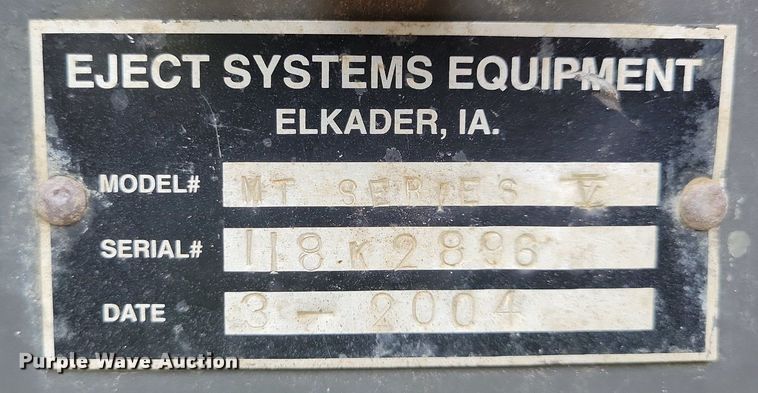 EJECT SYSTEMS EQUIPMENT
ELKADER, IA.
MODEL# MT SERIES V
SERIAL# 118K2896
DATE 3-2004
Purple Wave Auction